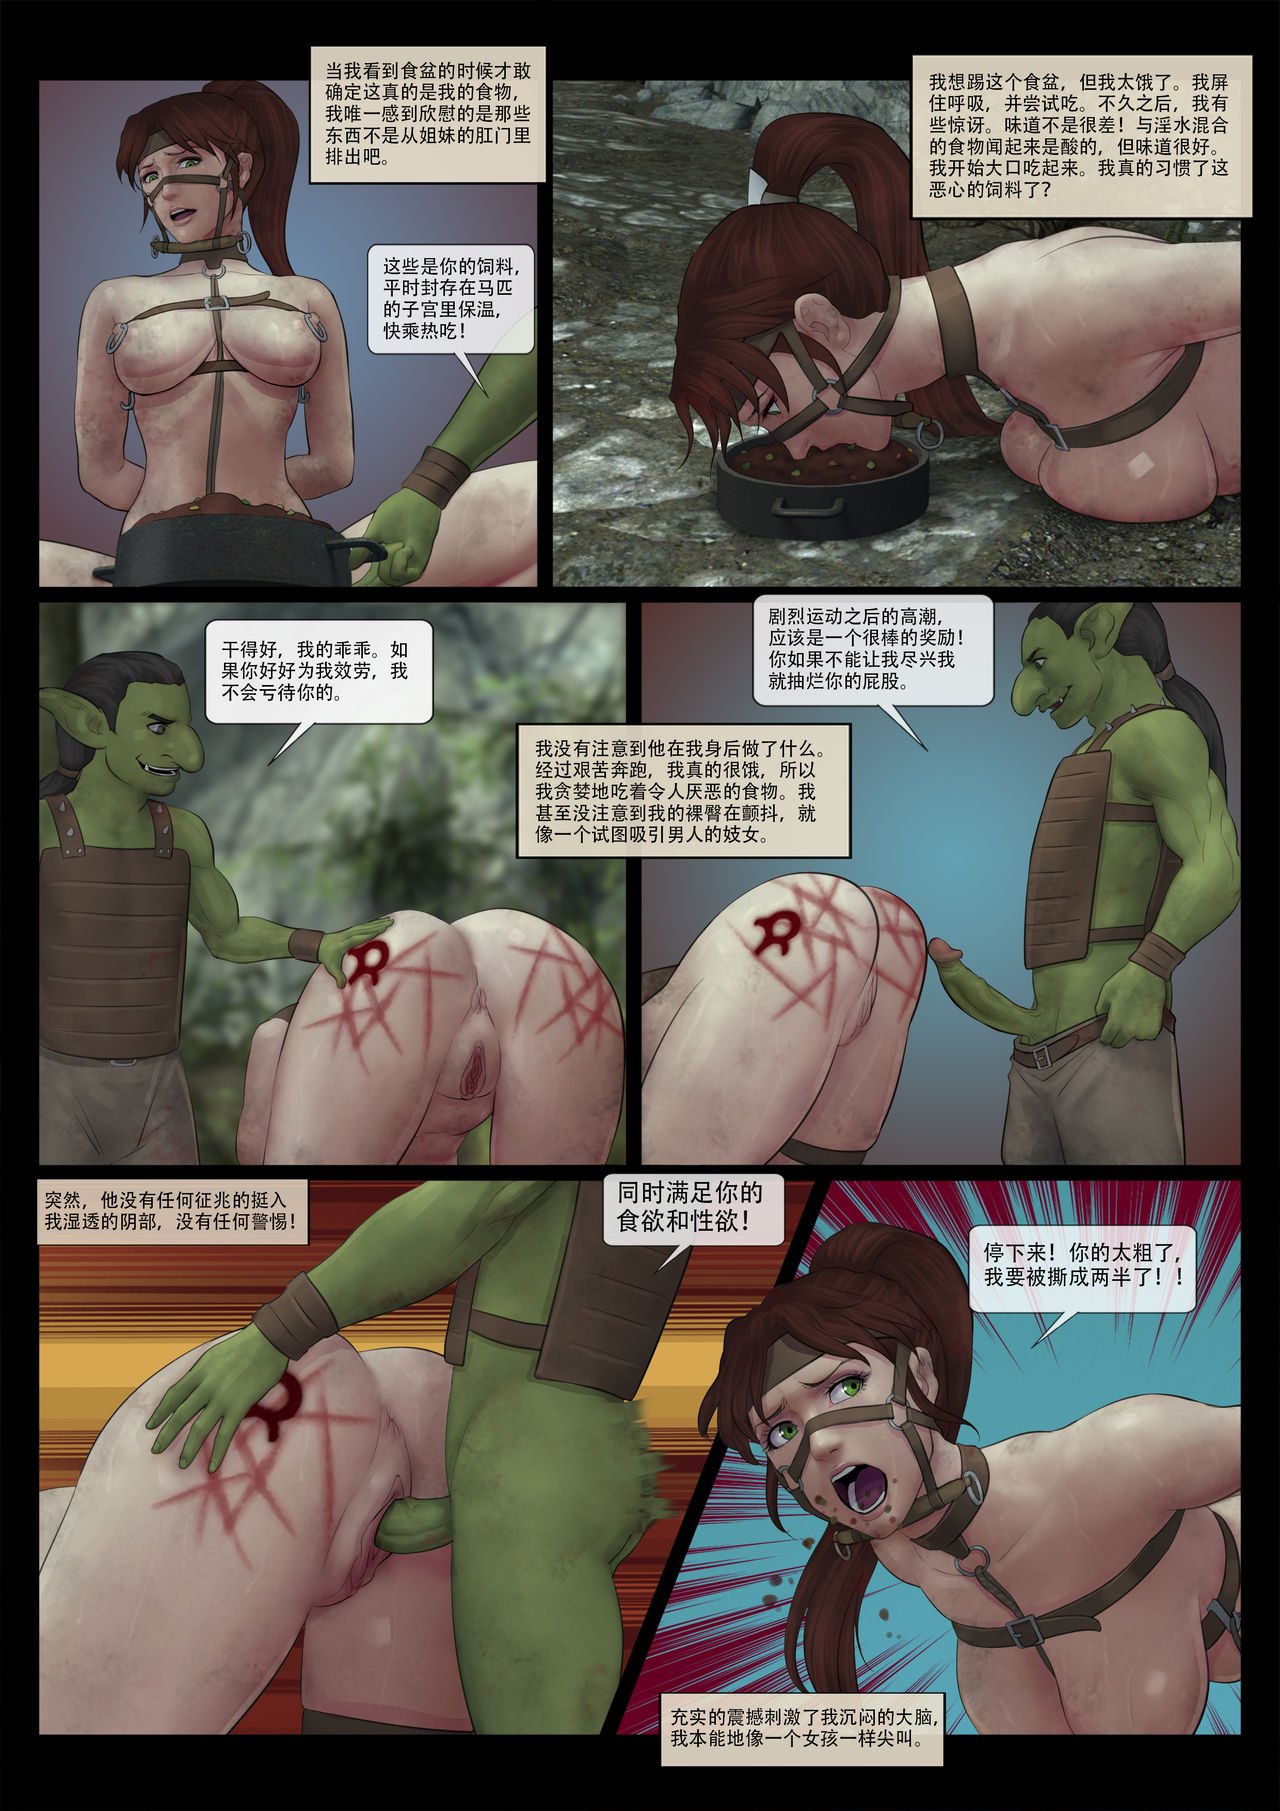 当我看到食盆的时候才敢
确定这真的是我的食物，
我唯一感到欣慰的是那些
东西不是从姐妹的肛门里
排出吧。
这些是你的饲料，
平时封存在马匹
的子宫里保温，
快乘热吃！
我想踢这个食盆，但我太饿了。我屏
住呼吸，并尝试吃。不久之后，我有
些惊讶。味道不是很差！与淫水混合
的食物闻起来是酸的，但味道很好。
我开始大口吃起来。我真的习惯了这
恶心的饲料了？
干得好，我的乖乖。如
果你好好为我效劳，我
不会亏待你的。
剧烈运动之后的高潮，
应该是一个很棒的奖励！
你如果不能让我尽兴我
就抽烂你的屁股。
我没有注意到他在我身后做了什么。
经过艰苦奔跑，我真的很饿，所以
我贪婪地吃着令人厌恶的食物。我
甚至没注意到我的裸臀在颤抖，就
像一个试图吸引男人的妓女。
突然，他没有任何征兆的挺入
我湿透的阴部，没有任何警惕！
同时满足你的
食欲和性欲！
停下来！你的太粗了，
我要被撕成两半了！！
充实的震撼刺激了我沉闷的大脑，
我本能地像一个女孩一样尖叫。